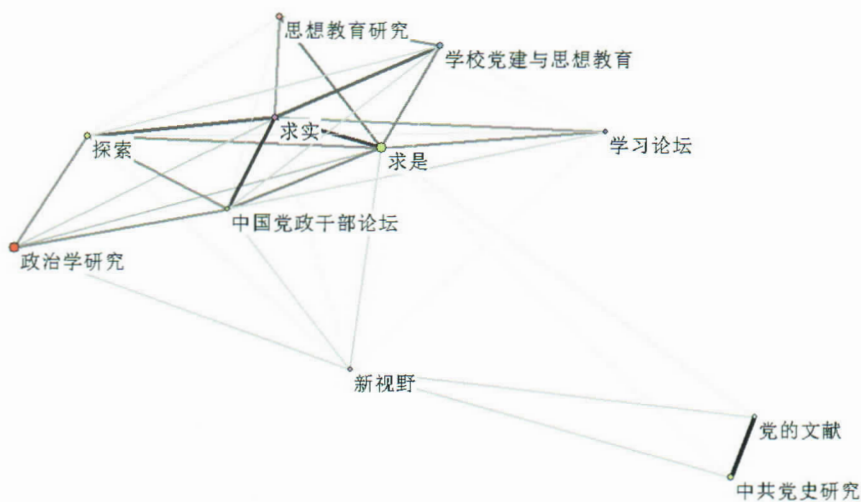 思想教育研究
学校党建与思想教育
求实
学习论坛
探索
求是
中国党政干部论坛
政治学研究
新视野
党的文献
中共党史研究